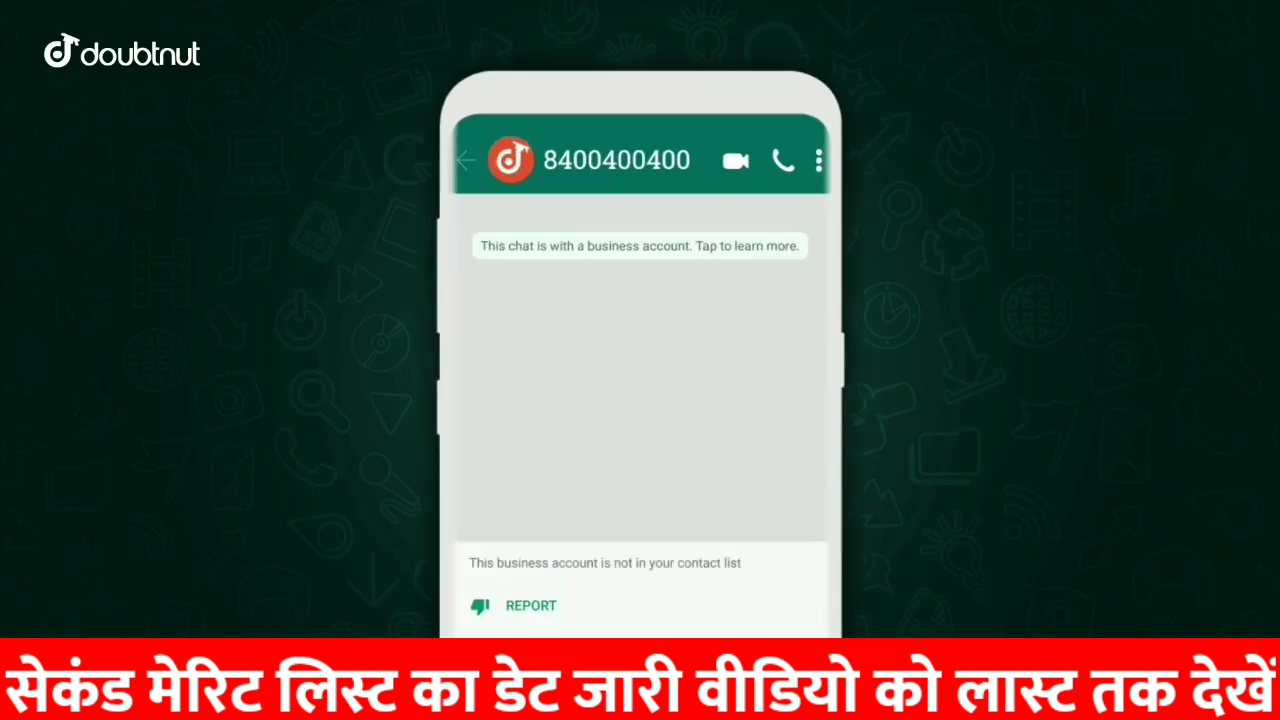 doubtnut
8400400400
This chat is with a business account. Tap to learn more.
This business account is not in your contact list
REPORT
सेकंड मेरिट लिस्ट का डेट जारी वीडियो को लास्ट तक देखें